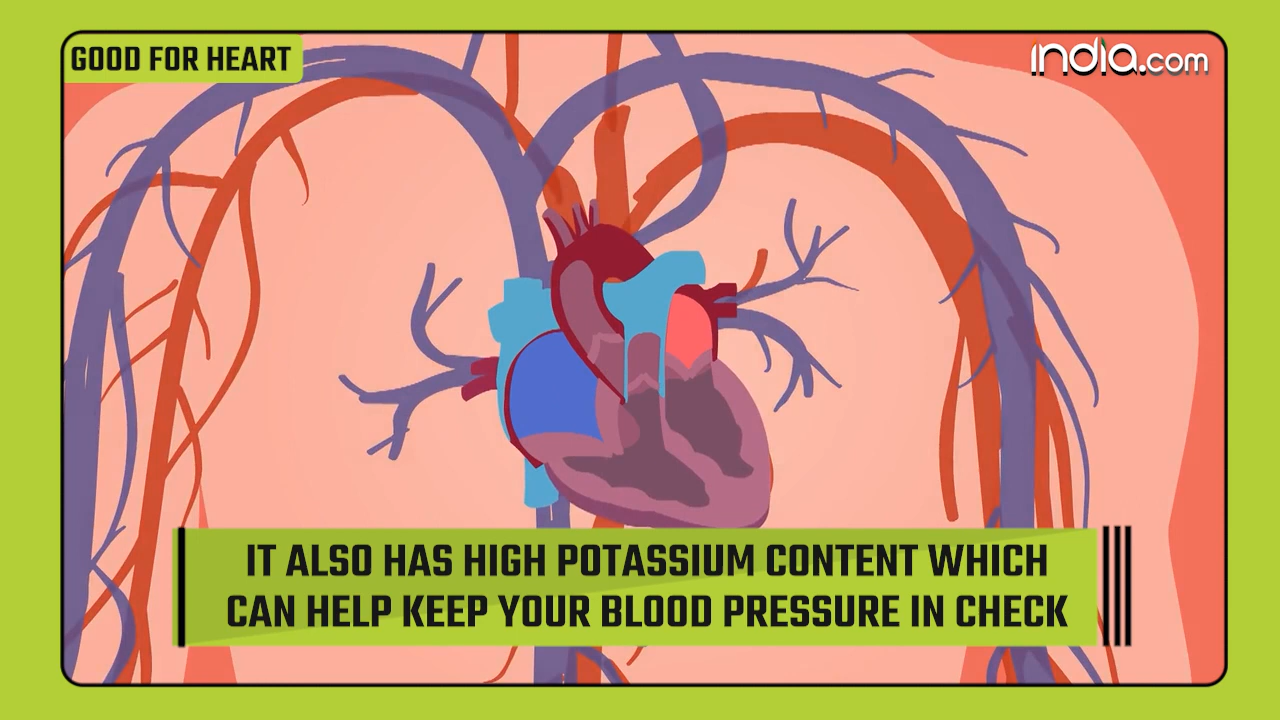 GOOD FOR HEART
india.com
IT ALSO HAS HIGH POTASSIUM CONTENT WHICH
CAN HELP KEEP YOUR BLOOD PRESSURE IN CHECK